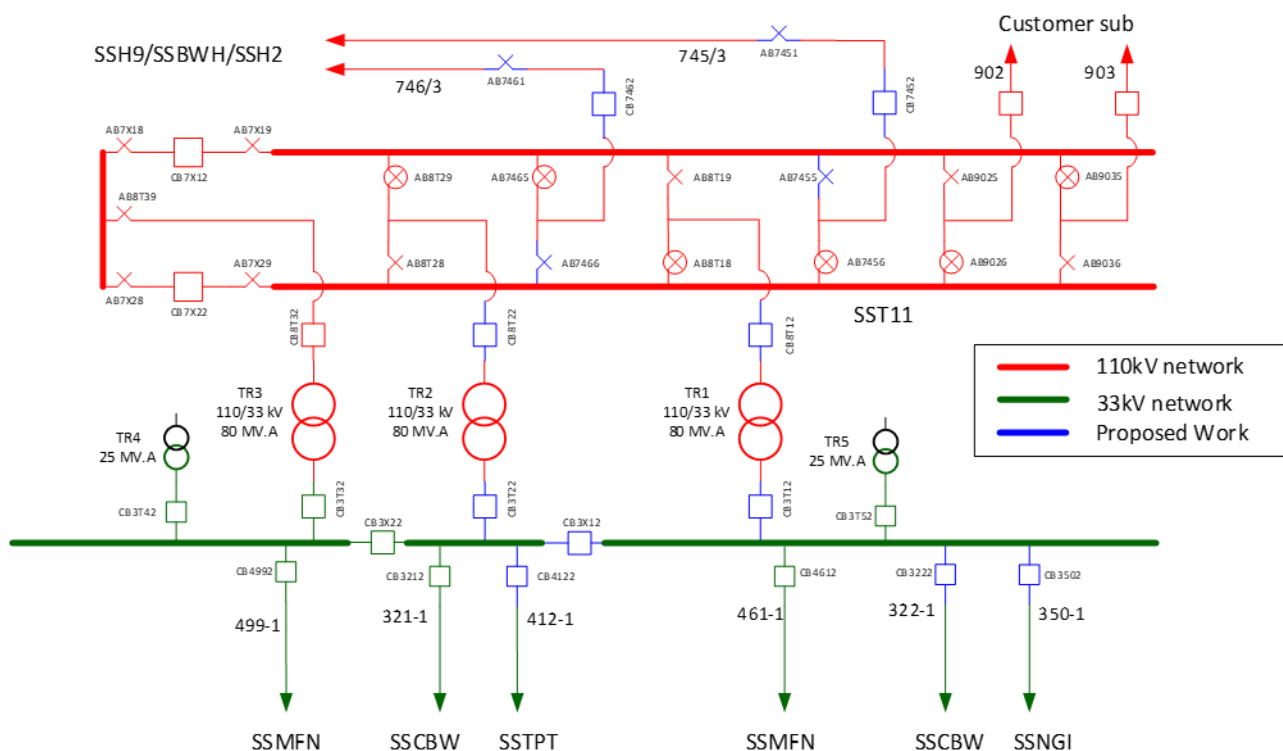 Customer sub
SSH9/SSBWH/SSH2
745/3
AB7451
746/3
AB7461
CB7462
CB7452
902
903
AB7X18
AB7X19
CB7X12
AB8T39
AB8T29
AB7465
AB8T19
AB7455
AB9025
AB9035
AB8T28
AB7466
AB8T18
AB7456
AB9026
AB9036
AB7X28
AB7X29
CB7X22
SST11
CB8T32
CB8T22
CB8T12
110kV network
33kV network
Proposed Work
TR3
110/33 kV
80 MV.A
TR2
110/33 kV
80 MV.A
TR1
110/33 kV
80 MV.A
TR4
25 MV.A
TR5
25 MV.A
CB3T42
CB3T32
CB3T22
CB3T12
CB3T52
CB3X22
CB3X12
CB4992
CB3212
CB4122
CB4612
CB3222
CB3502
499-1
321-1
412-1
461-1
322-1
350-1
SSMFN
SSCBW
SSTPT
SSMFN
SSCBW
SSNGI